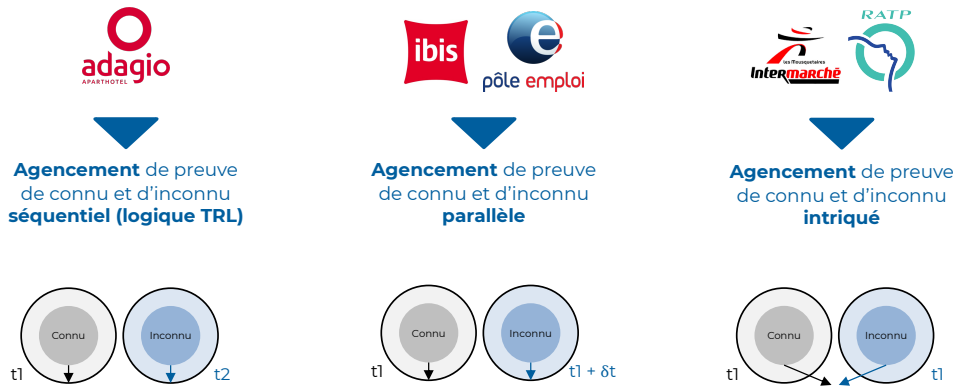 adagio
APARTHOTEL
Agencement de preuve
de connu et d'inconnu
séquentiel (logique TRL)
Connu
Inconnu
t1
t2
ibis
e
pôle emploi
Agencement de preuve
de connu et d'inconnu
parallèle
Connu
Inconnu
t1
t1 + δt
Les Mousquetaires
Intermarché
RATP
Agencement de preuve
de connu et d'inconnu
intriqué
Connu
Inconnu
t1
t1